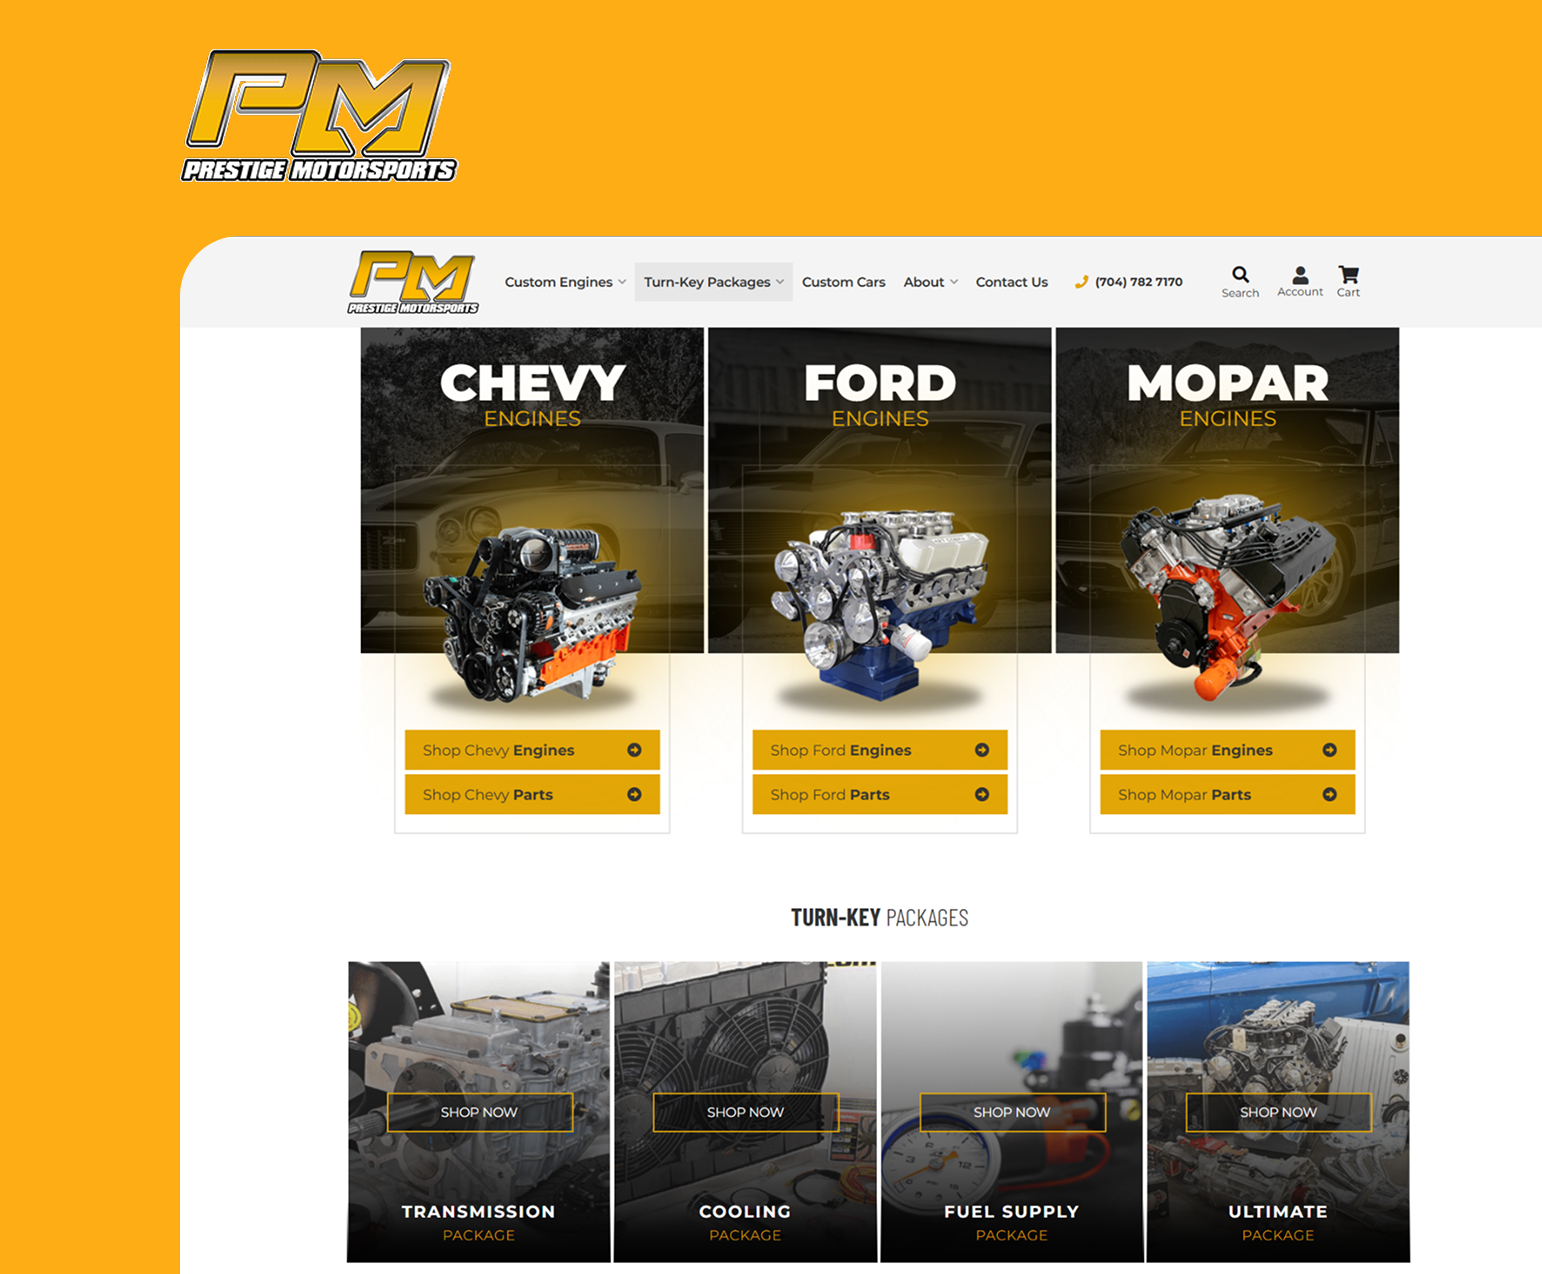 PM
PRESTIGE MOTORSPORTS
PM
PRESTIGE MOTORSPORTS
Custom Engines
Turn-Key Packages
Custom Cars
About
Contact Us
(704) 782 7170
Search
Account
Cart
CHEVY
ENGINES
Shop Chevy Engines
Shop Chevy Parts
FORD
ENGINES
Shop Ford Engines
Shop Ford Parts
MOPAR
ENGINES
Shop Mopar Engines
Shop Mopar Parts
TURN-KEY PACKAGES
SHOP NOW
TRANSMISSION
PACKAGE
SHOP NOW
COOLING
PACKAGE
3
12
SHOP NOW
FUEL SUPPLY
PACKAGE
SHOP NOW
ULTIMATE
PACKAGE